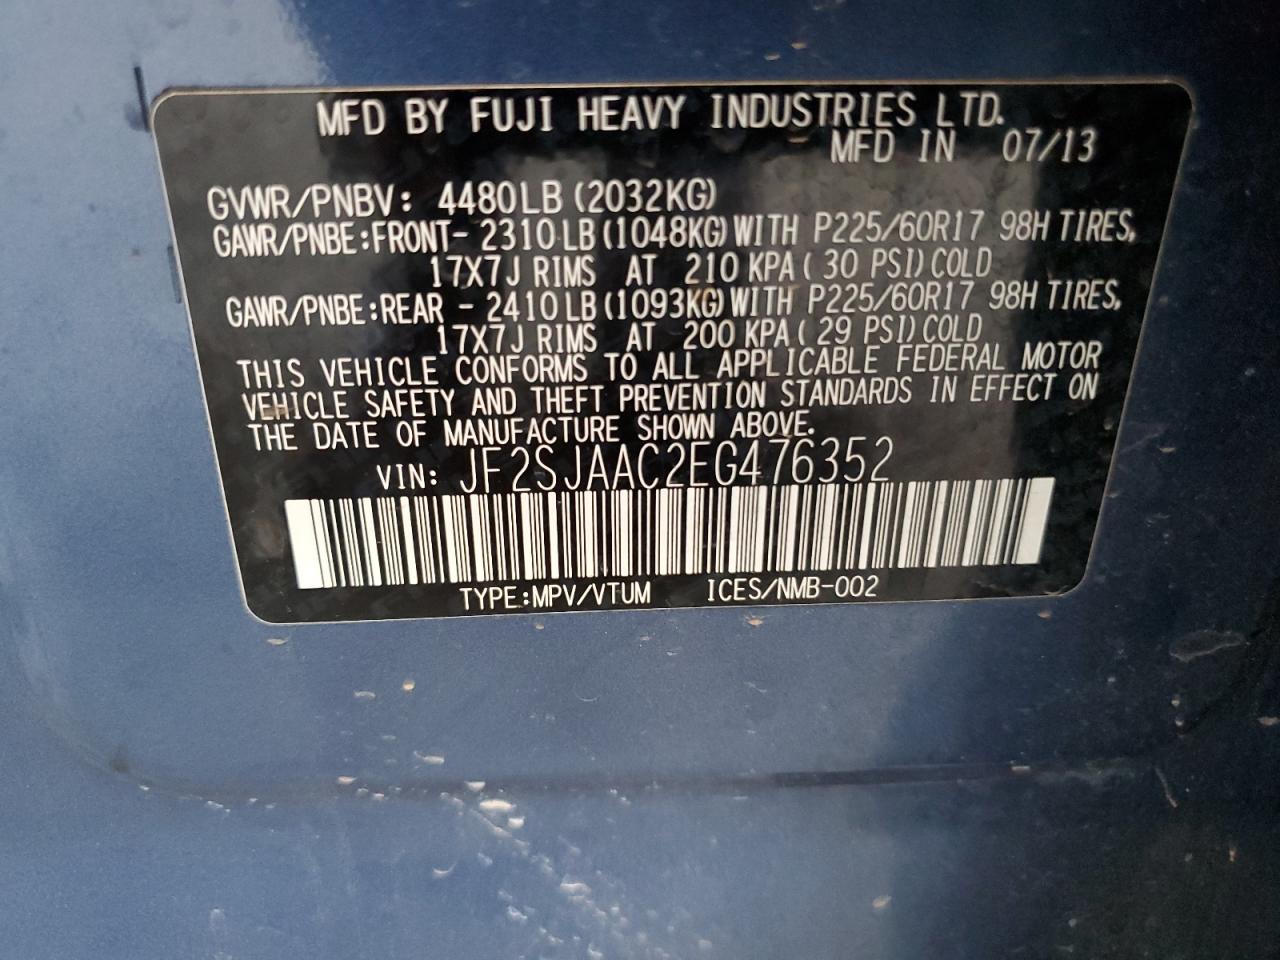 MFD BY FUJI HEAVY INDUSTRIES LTD.
MFD IN 07/13
GVWR/PNBV: 4480LB (2032KG)
GAWR/PNBE:FRONT- 2310LB (1048KG) WITH P225/60R17 98H TIRES,
17X7J RIMS AT 210 KPA ( 30 PSI) COLD
GAWR/PNBE:REAR - 2410LB (1093KG) WITH P225/60R17 98H TIRES,
17X7J RIMS AT 200 KPA ( 29 PSI) COLD
THIS VEHICLE CONFORMS TO ALL APPLICABLE FEDERAL MOTOR
VEHICLE SAFETY AND THEFT PREVENTION STANDARDS IN EFFECT ON
THE DATE OF MANUFACTURE SHOWN ABOVE.
VIN: JF2SJAAC2EG476352
TYPE:MPV/VTUM ICES/NMB-002